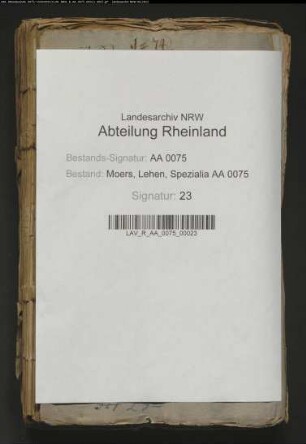 Landesarchiv NRW
Abteilung Rheinland
Bestands-Signatur: AA 0075
Bestand: Moers, Lehen, Spezialia AA 0075
Signatur: 23
LAV_R_AA_0075_00023